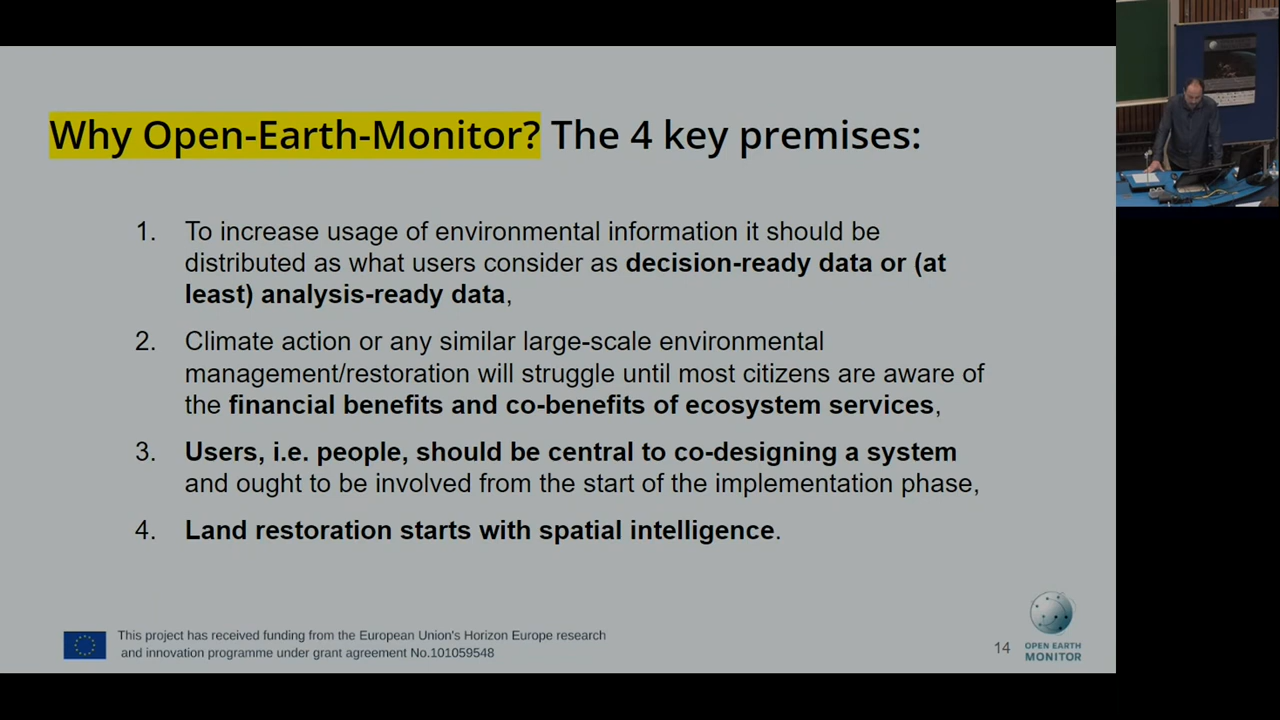 Why Open-Earth-Monitor? The 4 key premises:
1. To increase usage of environmental information it should be
distributed as what users consider as decision-ready data or (at
least) analysis-ready data,
2. Climate action or any similar large-scale environmental
management/restoration will struggle until most citizens are aware of
the financial benefits and co-benefits of ecosystem services,
3. Users, i.e. people, should be central to co-designing a system
and ought to be involved from the start of the implementation phase,
4. Land restoration starts with spatial intelligence.
This project has received funding from the European Union's Horizon Europe research
and innovation programme under grant agreement No.101059548
14
OPEN EARTH
MONITOR